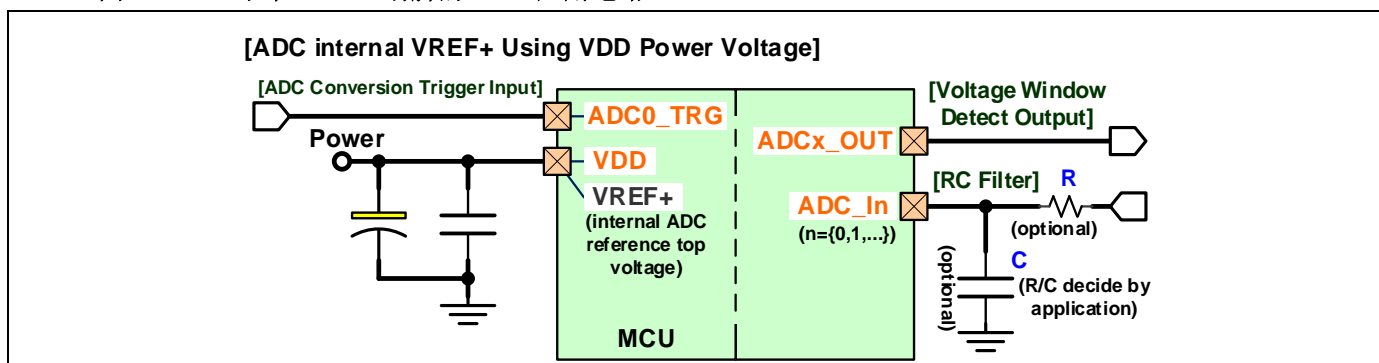 [ADC internal VREF+ Using VDD Power Voltage]
[ADC Conversion Trigger Input]
Power
ADC0_TRG
VDD
VREF+
(internal ADC
reference top
voltage)
MCU
ADCx_OUT
ADC_In
(n={0,1,...})
[Voltage Window
Detect Output]
[RC Filter]
R
(optional)
C
(optional)
(R/C decide by
application)